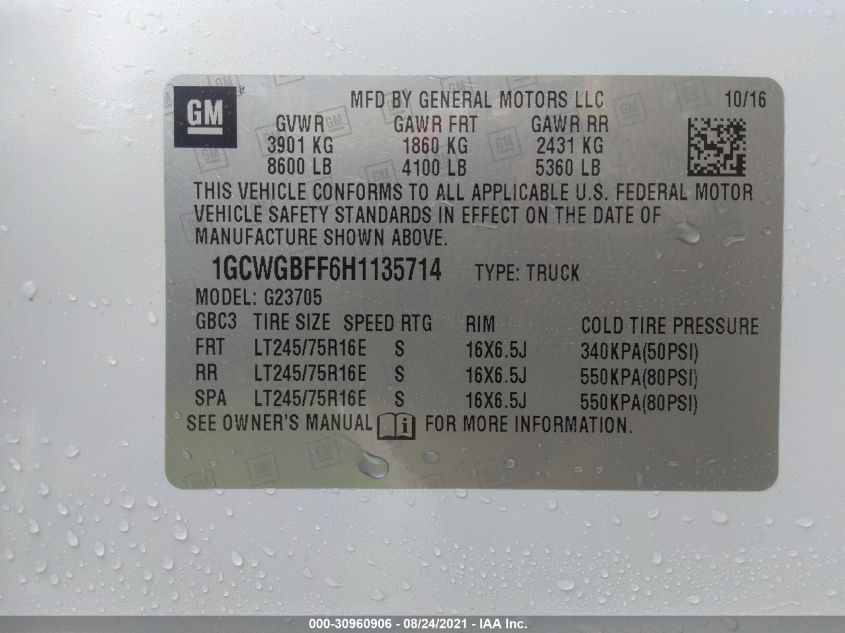 GM MFD BY GENERAL MOTORS LLC 10/16
GVWR GAWR FRT GAWR RR
3901 KG 1860 KG 2431 KG
8600 LB 4100 LB 5360 LB
THIS VEHICLE CONFORMS TO ALL APPLICABLE U.S. FEDERAL MOTOR
VEHICLE SAFETY STANDARDS IN EFFECT ON THE DATE OF
MANUFACTURE SHOWN ABOVE.
1GCWGBFF6H1135714 TYPE: TRUCK
MODEL: G23705
GBC3 TIRE SIZE SPEED RTG RIM COLD TIRE PRESSURE
FRT LT245/75R16E S 16X6.5J 340KPA(50PSI)
RR LT245/75R16E S 16X6.5J 550KPA(80PSI)
SPA LT245/75R16E S 16X6.5J 550KPA(80PSI)
SEE OWNER'S MANUAL i FOR MORE INFORMATION.
000-30960906 - 08/24/2021 - IAA Inc.